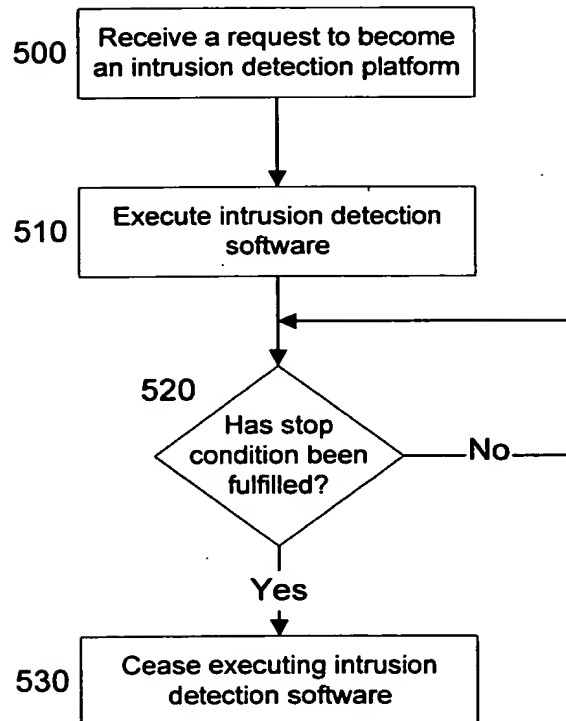 500
Receive a request to become
an intrusion detection platform
510
Execute intrusion detection
software
520
Has stop
condition been
fulfilled?
No
Yes
530
Cease executing intrusion
detection software